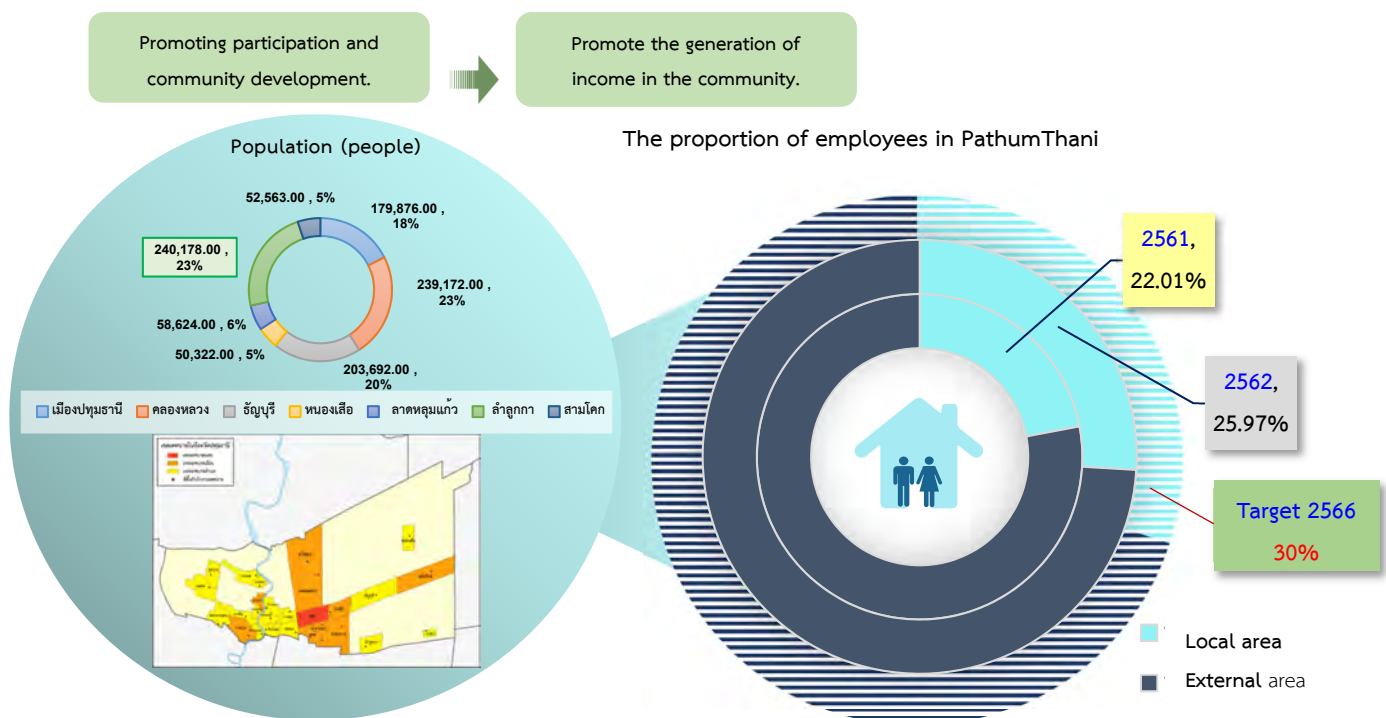 Promoting participation and
community development.
Promote the generation of
income in the community.
Population (people)
52,563.00 , 5%
179,876.00 ,
18%
240,178.00 ,
23%
239,172.00 ,
23%
58,624.00 , 6%
50,322.00 , 5%
203,692.00 ,
20%
เมืองปทุมธานี คลองหลวง ธัญบุรี หนองเสือ ลาดหลุมแก้ว ลำลูกกา สามโคก
The proportion of employees in PathumThani
2561,
22.01%
2562,
25.97%
Target 2566
30%
Local area
External area